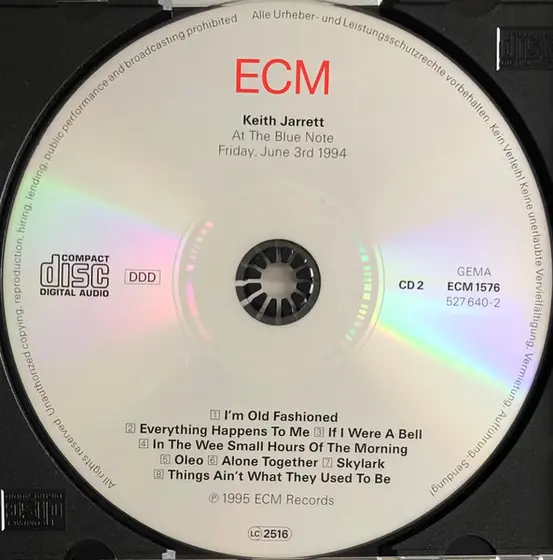 All rights reserved. Unauthorized copying, reproduction, hiring, lending, public performance and broadcasting prohibited
Alle Urheber- und Leistungsschutzrechte vorbehalten. Kein Verleih! Keine unerlaubte Vervielfältigung, Vermietung, Aufführung, Sendung!
ECM
Keith Jarrett
At The Blue Note
Friday, June 3rd 1994
COMPACT
disc
DIGITAL AUDIO
DDD
CD 2
GEMA
ECM 1576
527 640-2
1 I'm Old Fashioned
2 Everything Happens To Me 3 If I Were A Bell
4 In The Wee Small Hours Of The Morning
5 Oleo 6 Alone Together 7 Skylark
8 Things Ain't What They Used To Be
℗ 1995 ECM Records
LC 2516